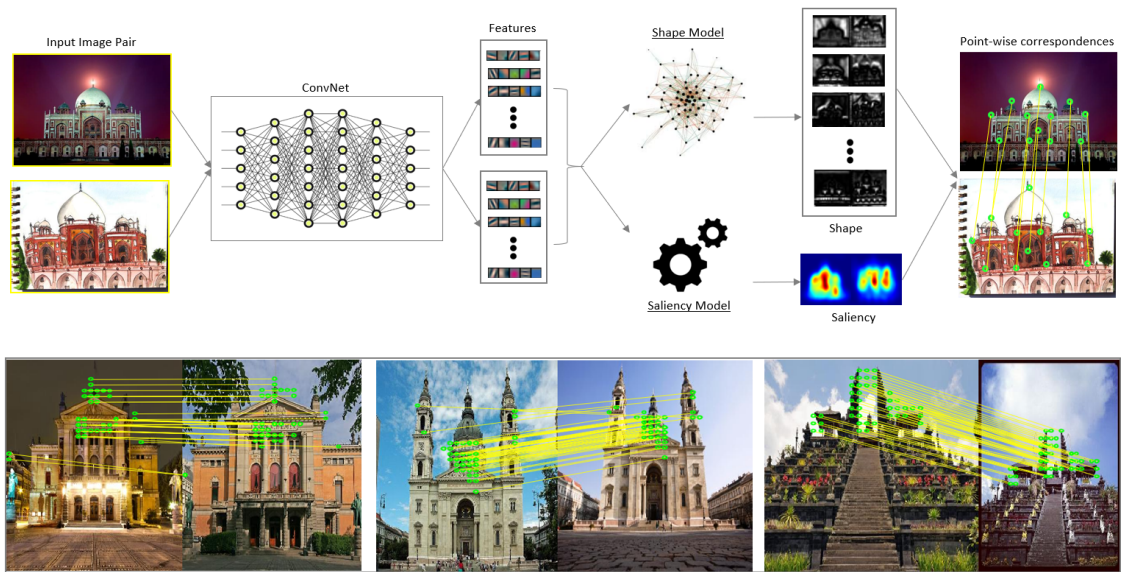 Input Image Pair
ConvNet
Features
Shape Model
Saliency Model
Shape
Saliency
Point-wise correspondences